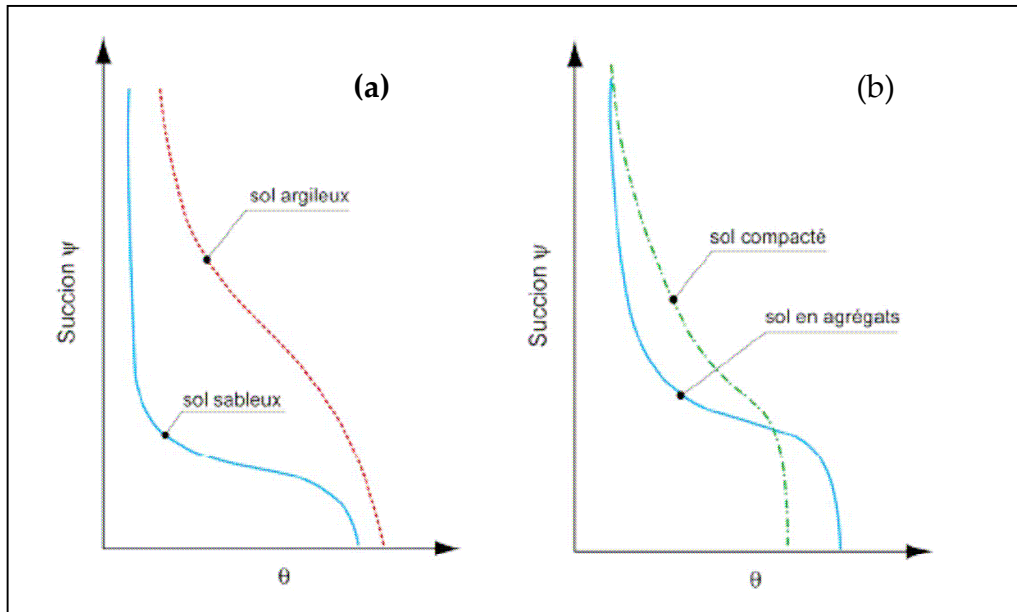 (a)
sol argileux
Succion ψ
sol sableux
θ
(b)
sol compacté
Succion ψ
sol en agrégats
θ